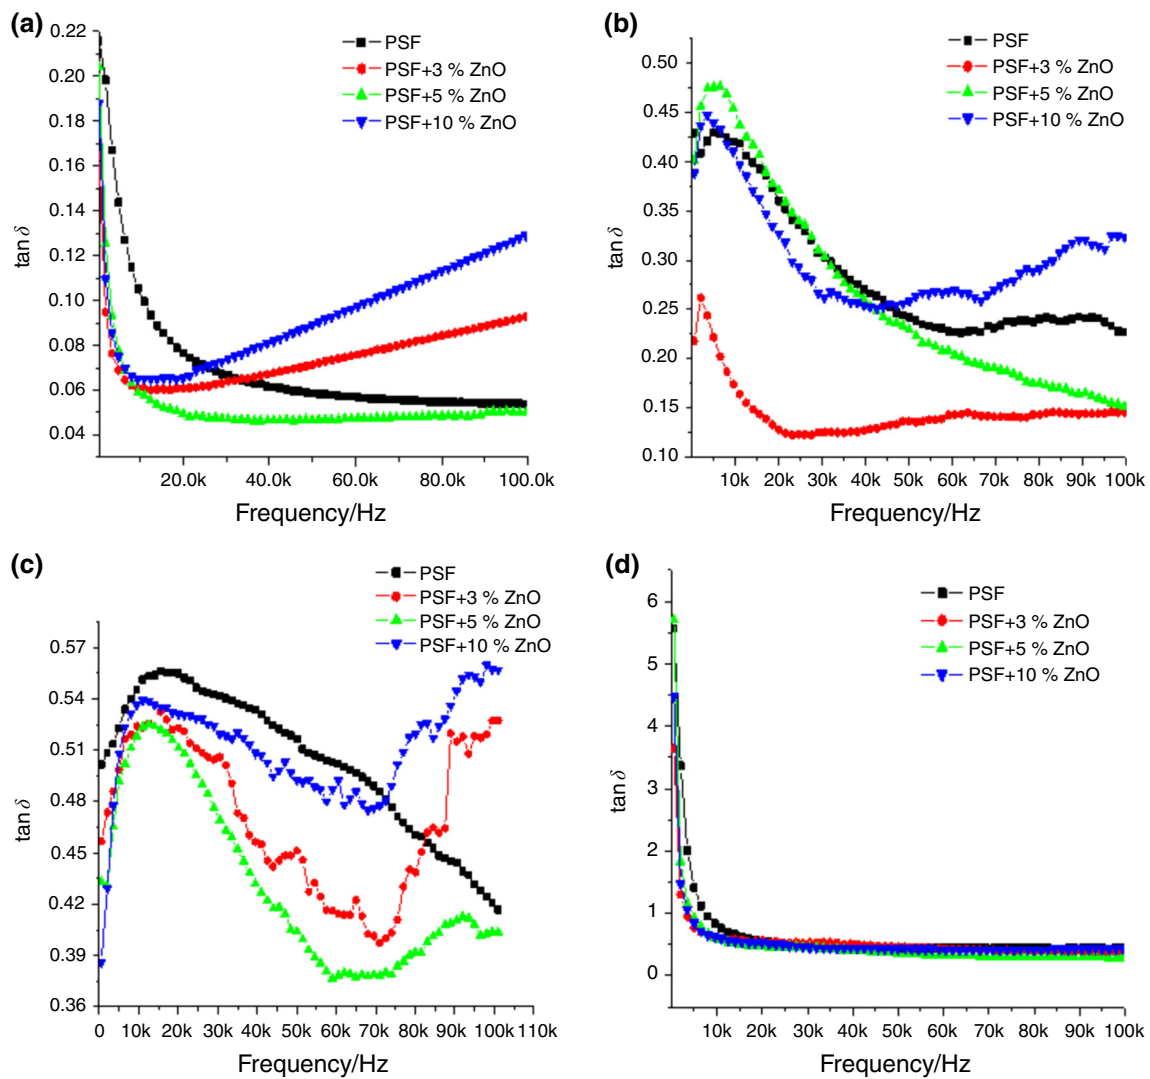 (a)
PSF
PSF+3 % ZnO
PSF+5 % ZnO
PSF+10 % ZnO
0.22
0.20
0.18
0.16
0.14
0.12
0.10
0.08
0.06
0.04
tan δ
20.0k 40.0k 60.0k 80.0k 100.0k
Frequency/Hz
(b)
PSF
PSF+3 % ZnO
PSF+5 % ZnO
PSF+10 % ZnO
0.50
0.45
0.40
0.35
0.30
0.25
0.20
0.15
0.10
tan δ
10k 20k 30k 40k 50k 60k 70k 80k 90k 100k
Frequency/Hz
(c)
PSF
PSF+3 % ZnO
PSF+5 % ZnO
PSF+10 % ZnO
0.57
0.54
0.51
0.48
0.45
0.42
0.39
0.36
tan δ
0 10k 20k 30k 40k 50k 60k 70k 80k 90k 100k 110k
Frequency/Hz
(d)
PSF
PSF+3 % ZnO
PSF+5 % ZnO
PSF+10 % ZnO
6
5
4
3
2
1
0
tan δ
10k 20k 30k 40k 50k 60k 70k 80k 90k 100k
Frequency/Hz